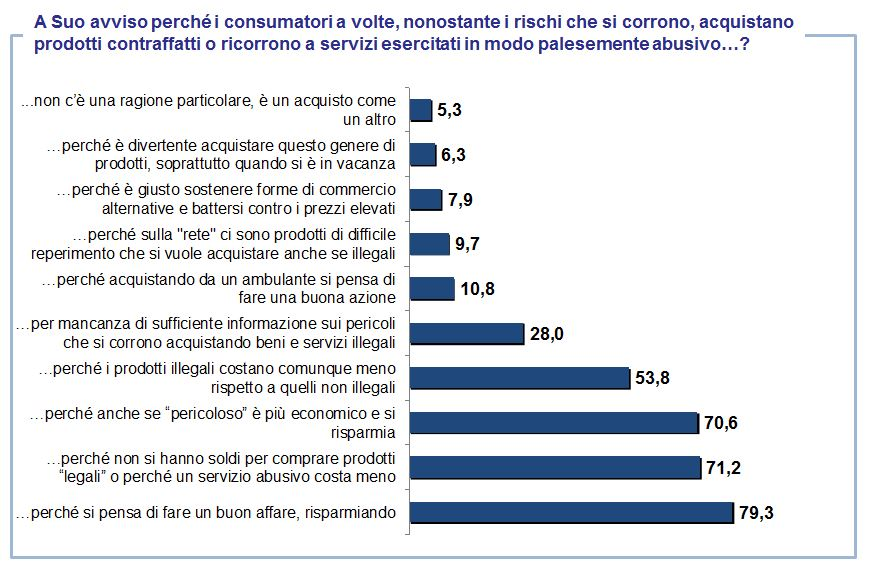 A Suo avviso perché i consumatori a volte, nonostante i rischi che si corrono, acquistano
prodotti contraffatti o ricorrono a servizi esercitati in modo palesemente abusivo…?
...non c'è una ragione particolare, è un acquisto come
un altro
5,3
…perché è divertente acquistare questo genere di
prodotti, soprattutto quando si è in vacanza
6,3
…perché è giusto sostenere forme di commercio
alternative e battersi contro i prezzi elevati
7,9
…perché sulla "rete" ci sono prodotti di difficile
reperimento che si vuole acquistare anche se illegali
9,7
…perché acquistando da un ambulante si pensa di
fare una buona azione
10,8
…per mancanza di sufficiente informazione sui pericoli
che si corrono acquistando beni e servizi illegali
28,0
…perché i prodotti illegali costano comunque meno
rispetto a quelli non illegali
53,8
…perché anche se “pericoloso” è più economico e si
risparmia
70,6
…perché non si hanno soldi per comprare prodotti
“legali” o perché un servizio abusivo costa meno
71,2
…perché si pensa di fare un buon affare, risparmiando
79,3